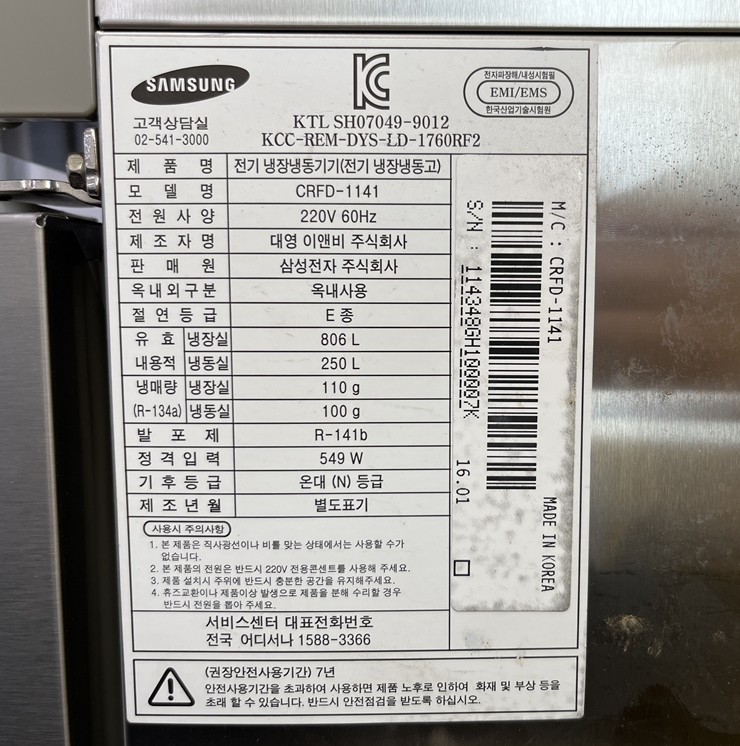 SAMSUNG
고객상담실
02-541-3000
KTL SH07049-9012
KCC-REM-DYS-LD-1760RF2
전자파장해/내성시험필
EMI/EMS
한국산업기술시험원
제 품 명 전기 냉장냉동기기(전기 냉장냉동고)
모 델 명 CRFD-1141
전 원 사 양 220V 60Hz
제 조 자 명 대영 이앤비 주식회사
판 매 원 삼성전자 주식회사
옥내외구분 옥내사용
절 연 등 급 E 종
유 효 냉장실 806 L
내용적 냉동실 250 L
냉매량 냉장실 110 g
(R-134a) 냉동실 100 g
발 포 제 R-141b
정 격 입 력 549 W
기 후 등 급 온대 (N) 등급
제 조 년 월 별도표기
사용시 주의사항
1. 본 제품은 직사광선이나 비를 맞는 상태에서는 사용할 수가
없습니다.
2. 본 제품의 전원은 반드시 220V 전용콘센트를 사용해 주세요.
3. 제품 설치시 주위에 반드시 충분한 공간을 유지해주세요.
4. 휴즈교환이나 제품이상 발생으로 제품을 분해 수리할 경우
반드시 전원을 뽑아 주세요.
서비스센터 대표전화번호
전국 어디서나 1588-3366
M/C : CRFD-1141
S/N : 114348GH100007K
16.01
MADE IN KOREA
(권장안전사용기간) 7년
안전사용기간을 초과하여 사용하면 제품 노후로 인하여 화재 및 부상 등을
초래 할 수 있습니다. 반드시 안전점검을 받도록 하십시오.